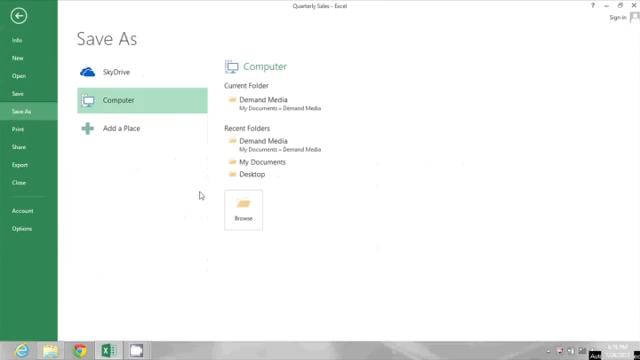 Quarterly Sales - Excel
Sign in
Info
New
Open
Save
Save As
Print
Share
Export
Close
Account
Options
Save As
SkyDrive
Computer
Add a Place
Computer
Current Folder
Demand Media
My Documents » Demand Media
Recent Folders
Demand Media
My Documents » Demand Media
My Documents
Desktop
Browse